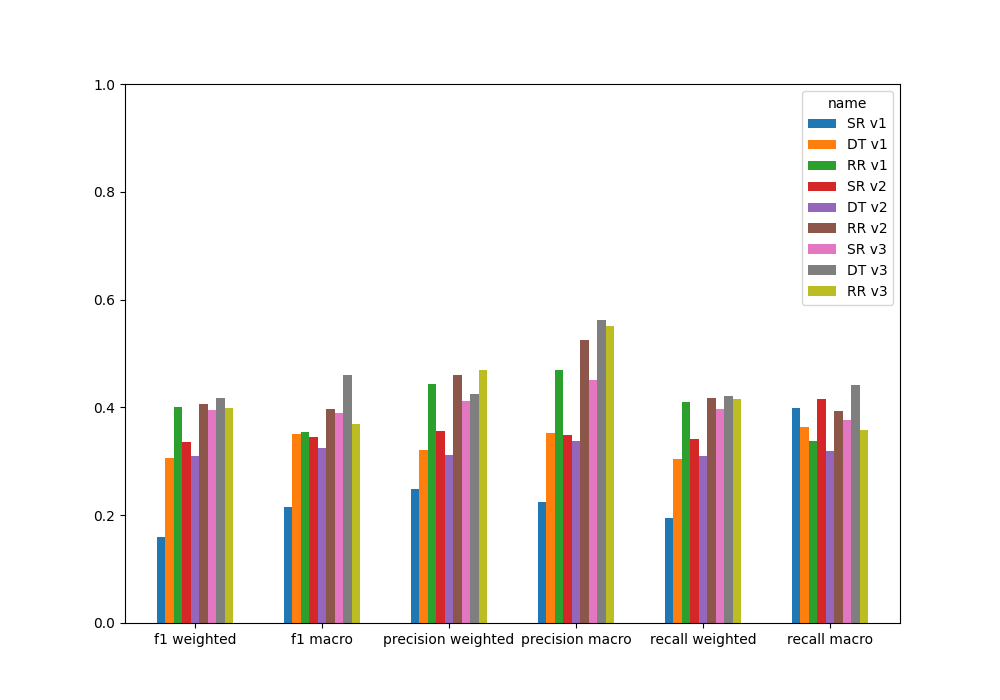 1.0
0.8
0.6
0.4
0.2
0.0
name
SR v1
DT v1
RR v1
SR v2
DT v2
RR v2
SR v3
DT v3
RR v3
f1 weighted f1 macro precision weighted precision macro recall weighted recall macro